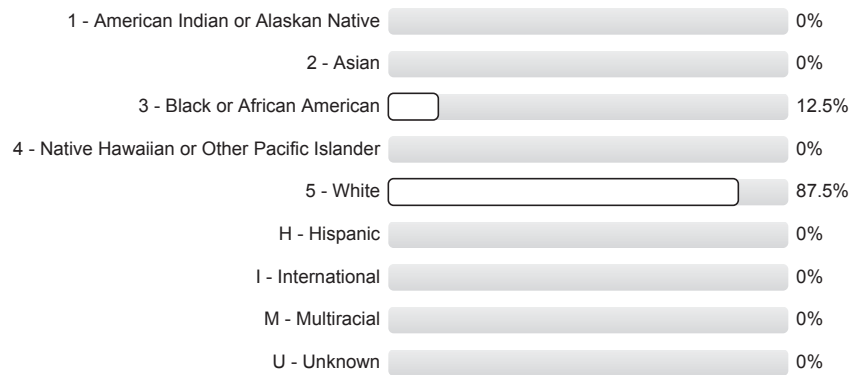 1 - American Indian or Alaskan Native 0%
2 - Asian 0%
3 - Black or African American 12.5%
4 - Native Hawaiian or Other Pacific Islander 0%
5 - White 87.5%
H - Hispanic 0%
I - International 0%
M - Multiracial 0%
U - Unknown 0%